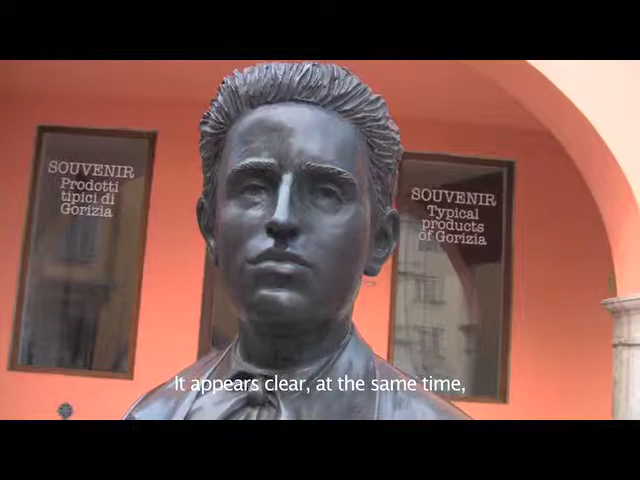 SOUVENIR
Prodotti
tipici di
Gorizia
SOUVENIR
Typical
products
of Gorizia
It appears clear, at the same time,